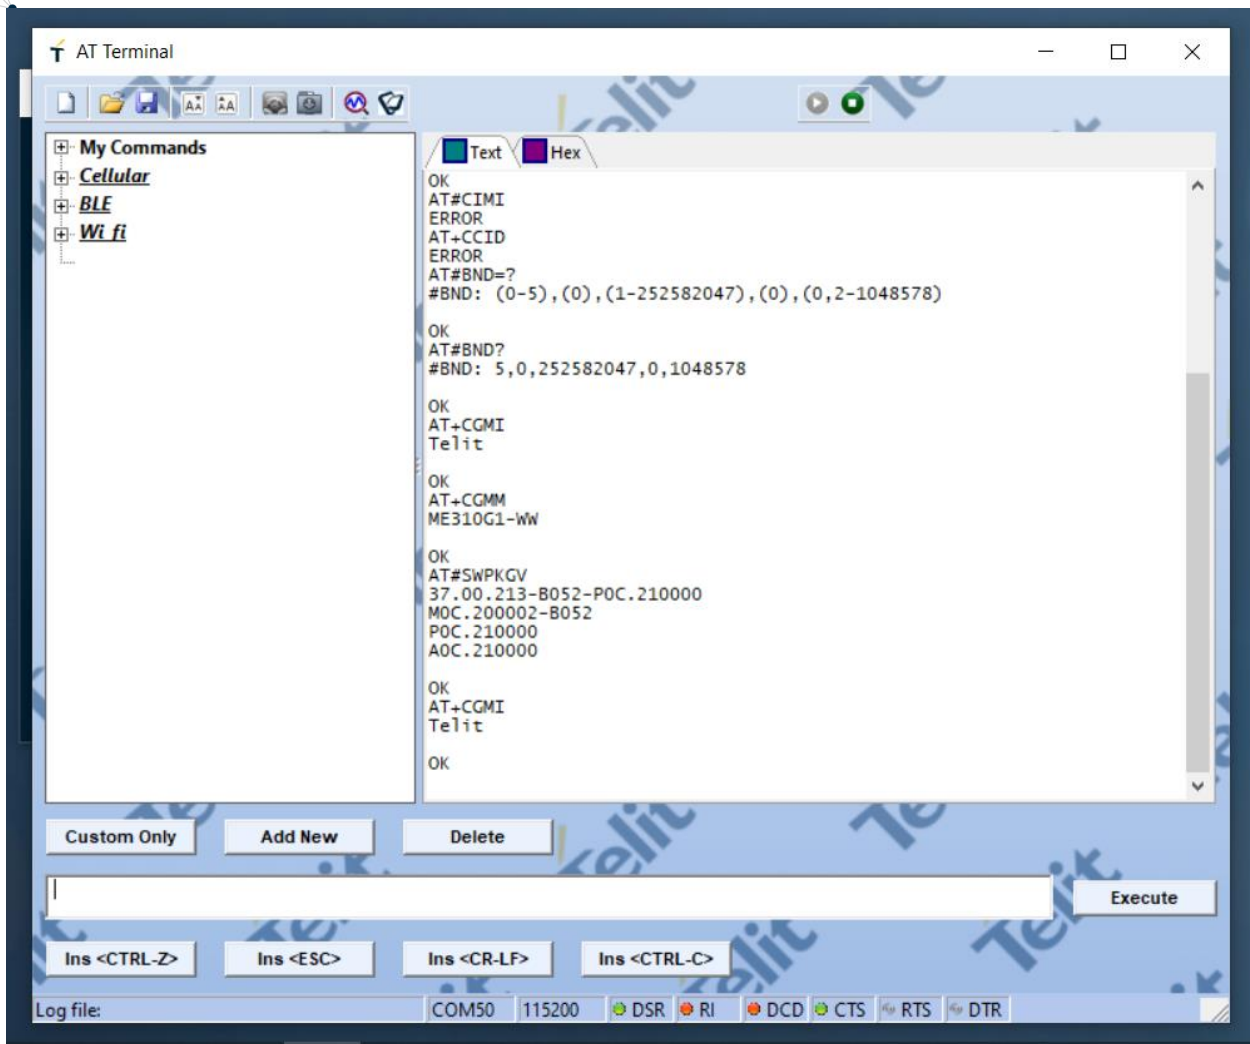 AT Terminal
My Commands
Cellular
BLE
Wi fi
Text Hex
OK
AT#CIMI
ERROR
AT+CCID
ERROR
AT#BND=?
#BND: (0-5),(0),(1-252582047),(0),(0,2-1048578)
OK
AT#BND?
#BND: 5,0,252582047,0,1048578
OK
AT+CGMI
Telit
OK
AT+CGMM
ME310G1-WW
OK
AT#SWPKGV
37.00.213-B052-P0C.210000
M0C.200002-B052
P0C.210000
A0C.210000
OK
AT+CGMI
Telit
OK
Custom Only Add New Delete
Execute
Ins <CTRL-Z> Ins <ESC> Ins <CR-LF> Ins <CTRL-C>
Log file: COM50 115200 DSR RI DCD CTS RTS DTR